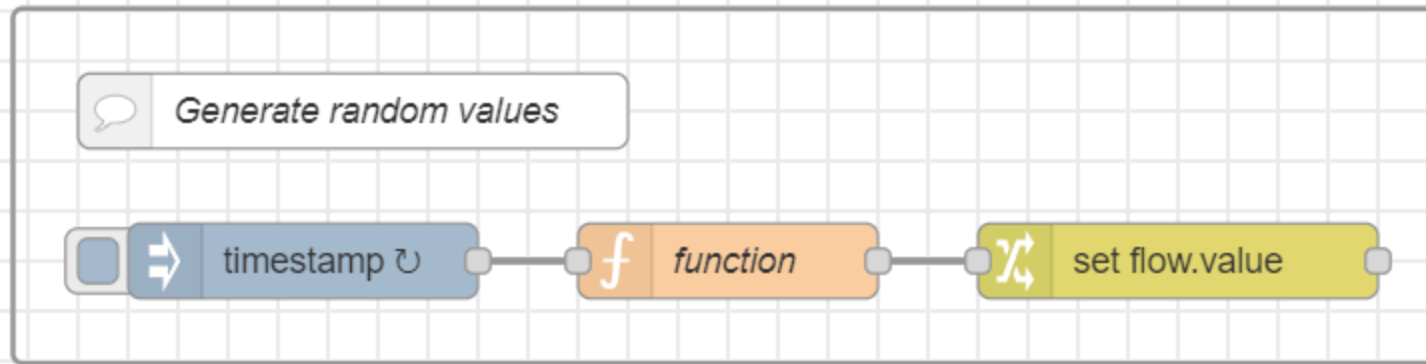 Generate random values
timestamp ↻
function
set flow.value